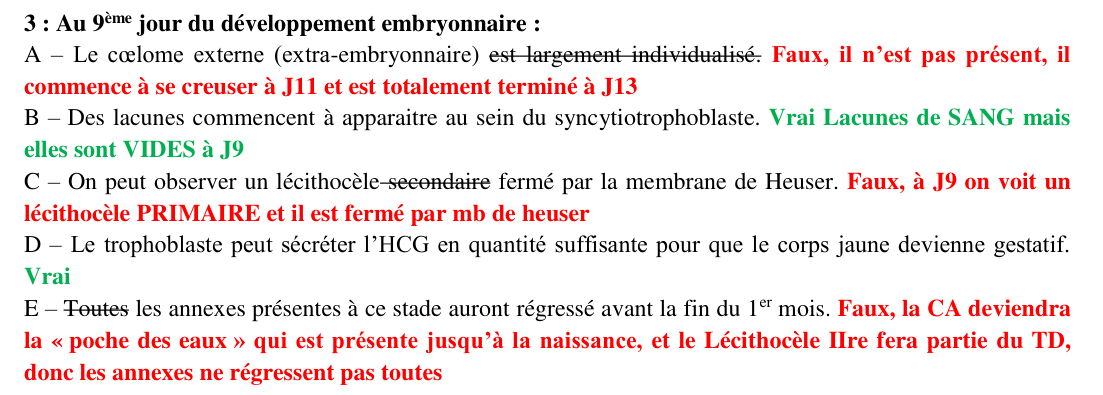 3 : Au 9ème jour du développement embryonnaire :
A – Le cœlome externe (extra-embryonnaire) est largement individualisé. Faux, il n’est pas présent, il
commence à se creuser à J11 et est totalement terminé à J13
B – Des lacunes commencent à apparaitre au sein du syncytiotrophoblaste. Vrai Lacunes de SANG mais
elles sont VIDES à J9
C – On peut observer un lécithocèle secondaire fermé par la membrane de Heuser. Faux, à J9 on voit un
lécithocèle PRIMAIRE et il est fermé par mb de heuser
D – Le trophoblaste peut sécréter l’HCG en quantité suffisante pour que le corps jaune devienne gestatif.
Vrai
E – Toutes les annexes présentes à ce stade auront régressé avant la fin du 1er mois. Faux, la CA deviendra
la « poche des eaux » qui est présente jusqu’à la naissance, et le Lécithocèle IIre fera partie du TD,
donc les annexes ne régressent pas toutes